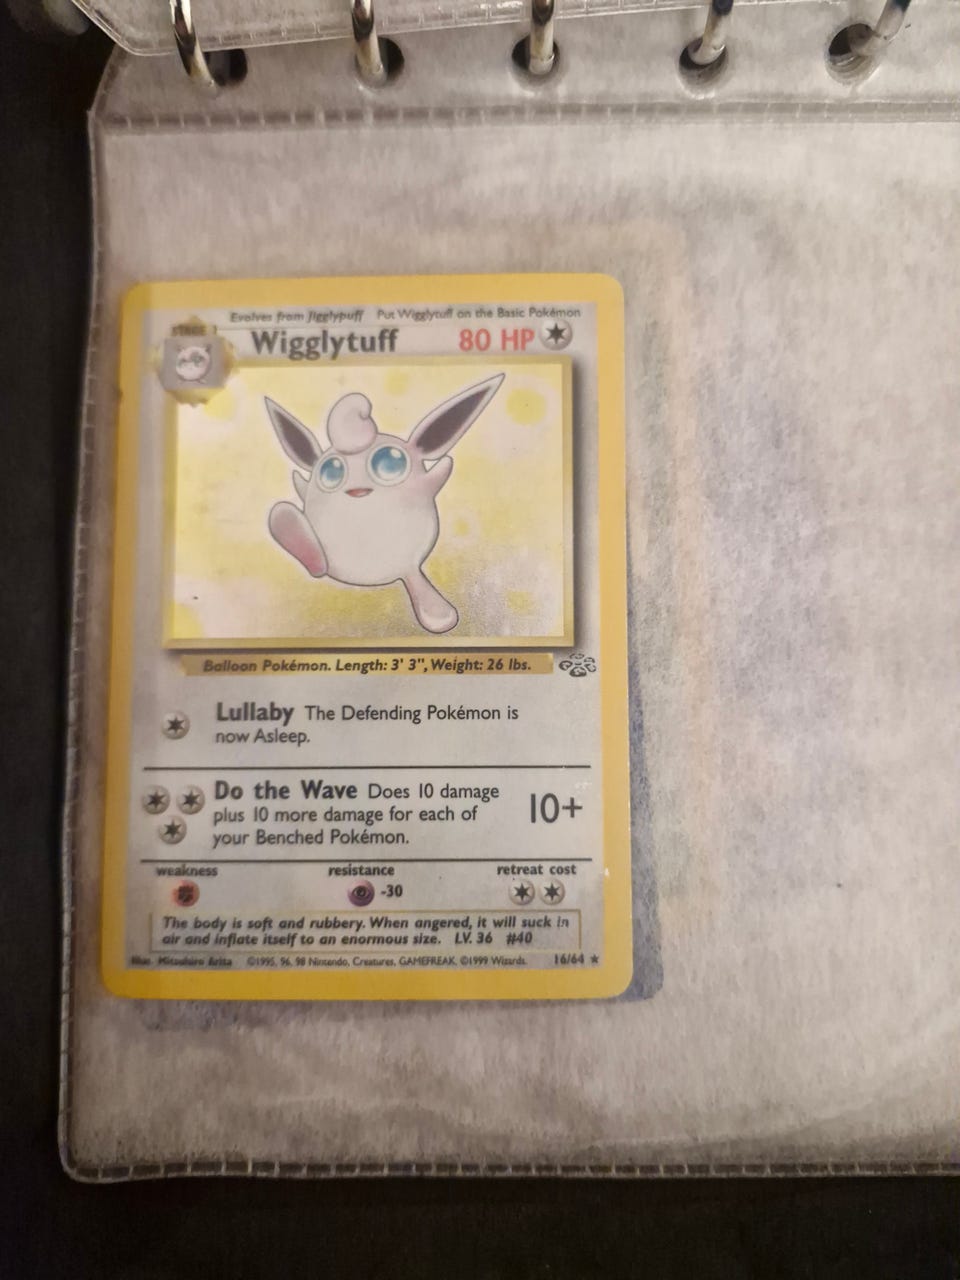 Evolves from Jigglypuff Put Wigglytuff on the Basic Pokémon
STAGE 1
Wigglytuff 80 HP
Balloon Pokémon. Length: 3' 3", Weight: 26 lbs.
Lullaby The Defending Pokémon is
now Asleep.
Do the Wave Does 10 damage
plus 10 more damage for each of
your Benched Pokémon.
10+
weakness resistance retreat cost
-30
The body is soft and rubbery. When angered, it will suck in
air and inflate itself to an enormous size. LV. 36 #40
Illus. Mitsuhiro Arita ©1995, 96, 98 Nintendo, Creatures, GAMEFREAK. ©1999 Wizards. 16/64 ★